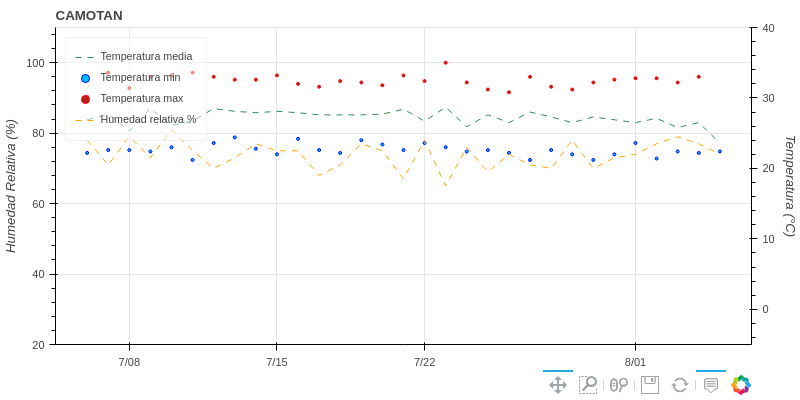 CAMOTAN
Temperatura media
Temperatura min
Temperatura max
Humedad relativa %
Humedad Relativa (%)
100
80
60
40
20
Temperatura (°C)
40
30
20
10
0
7/08
7/15
7/22
8/01